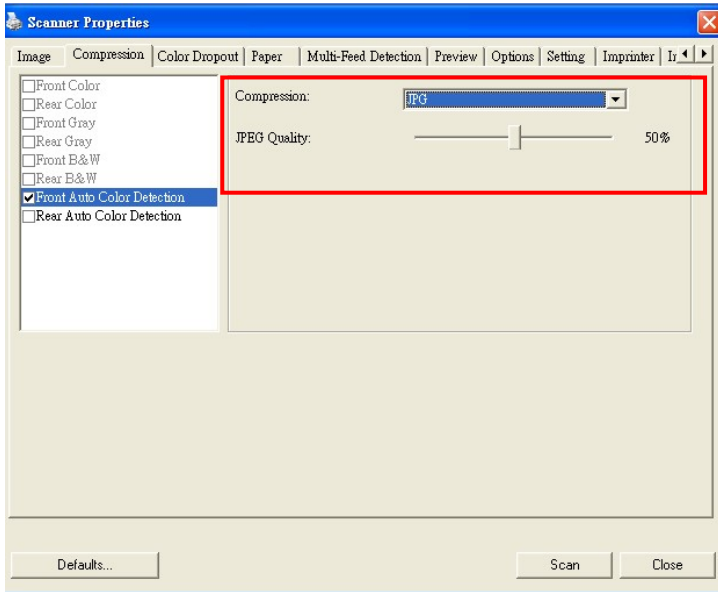 Scanner Properties
Image Compression Color Dropout Paper Multi-Feed Detection Preview Options Setting Imprinter
Front Color
Rear Color
Front Gray
Rear Gray
Front B&W
Rear B&W
Front Auto Color Detection
Rear Auto Color Detection
Compression: JPG
JPEG Quality: 50%
Defaults... Scan Close